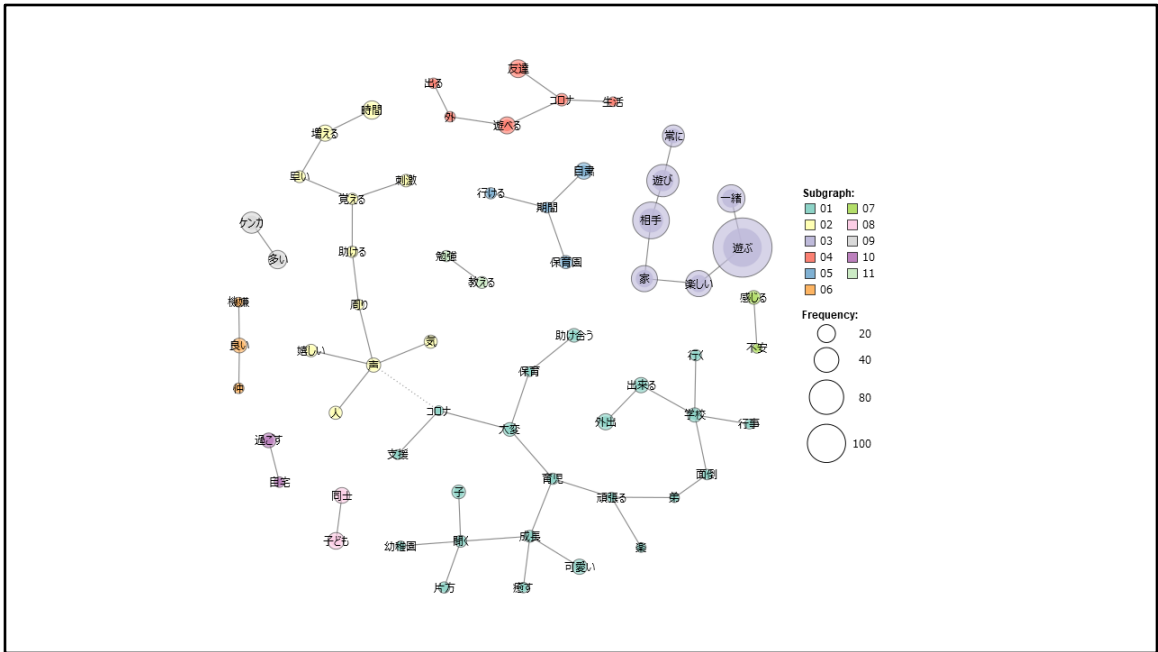 友達
出る
コロナ
生活
時間
外
遊べる
増える
常に
自粛
早い
刺激
遊び
行ける
覚える
一緒
期間
相手
ケンカ
助ける
遊ぶ
勉強
多い
保育園
教える
家
楽しい
感じる
機嫌
周り
助け合う
気
良い
嬉しい
不安
行く
声
保育
出来る
仲
人
コロナ
学校
外出
行事
大変
過ごす
支援
面倒
育児
自宅
子
同士
頑張る
弟
成長
子ども
幼稚園
聞く
楽
可愛い
片方
癒す
Subgraph:
01
07
02
08
03
09
04
10
05
11
06
Frequency:
20
40
80
100